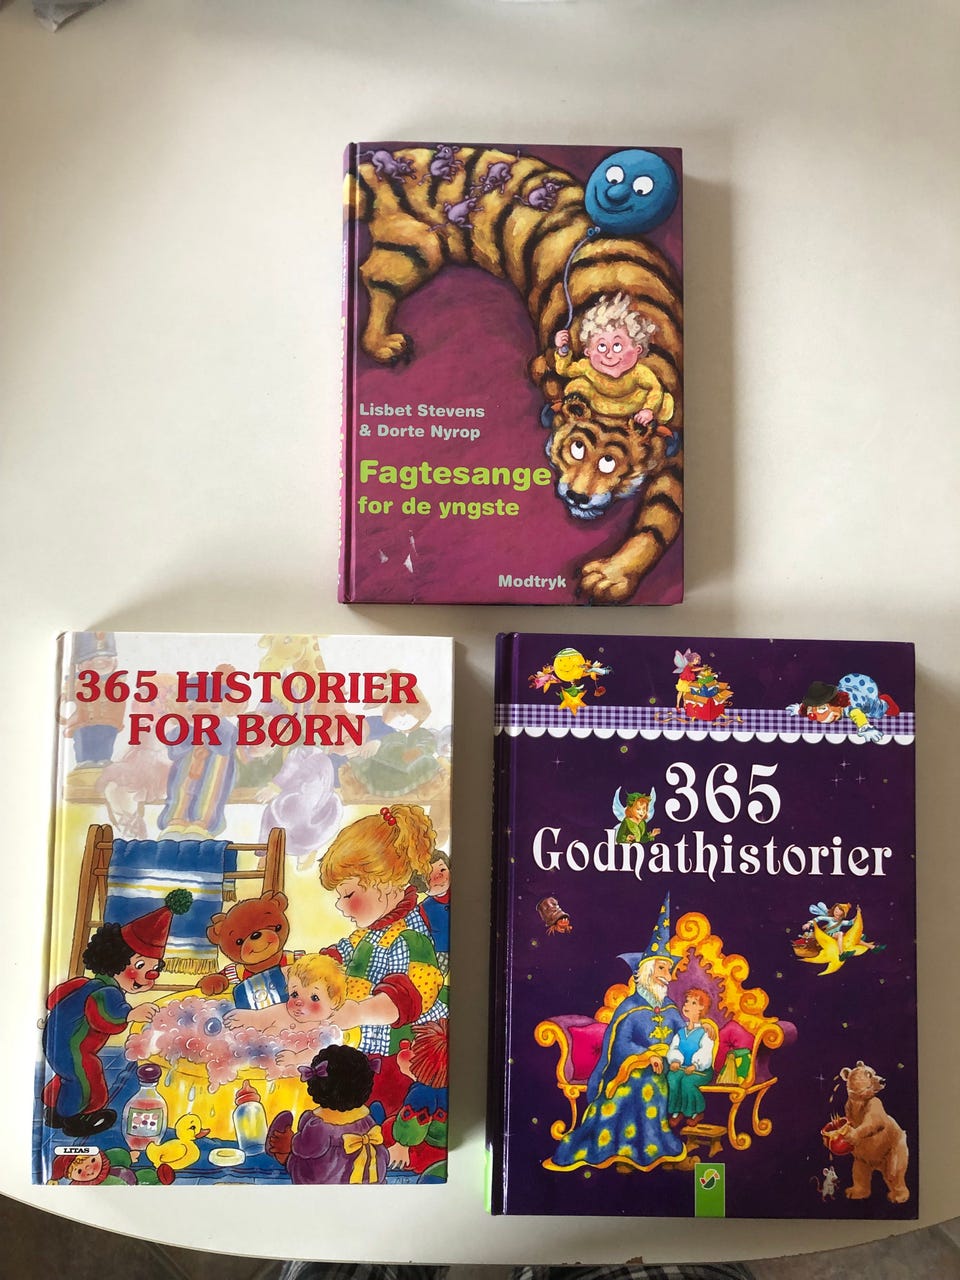 Lisbet Stevens
& Dorte Nyrop
Fagtesange
for de yngste
Modtryk
365 HISTORIER
FOR BØRN
LITAS
365
Godnathistorier